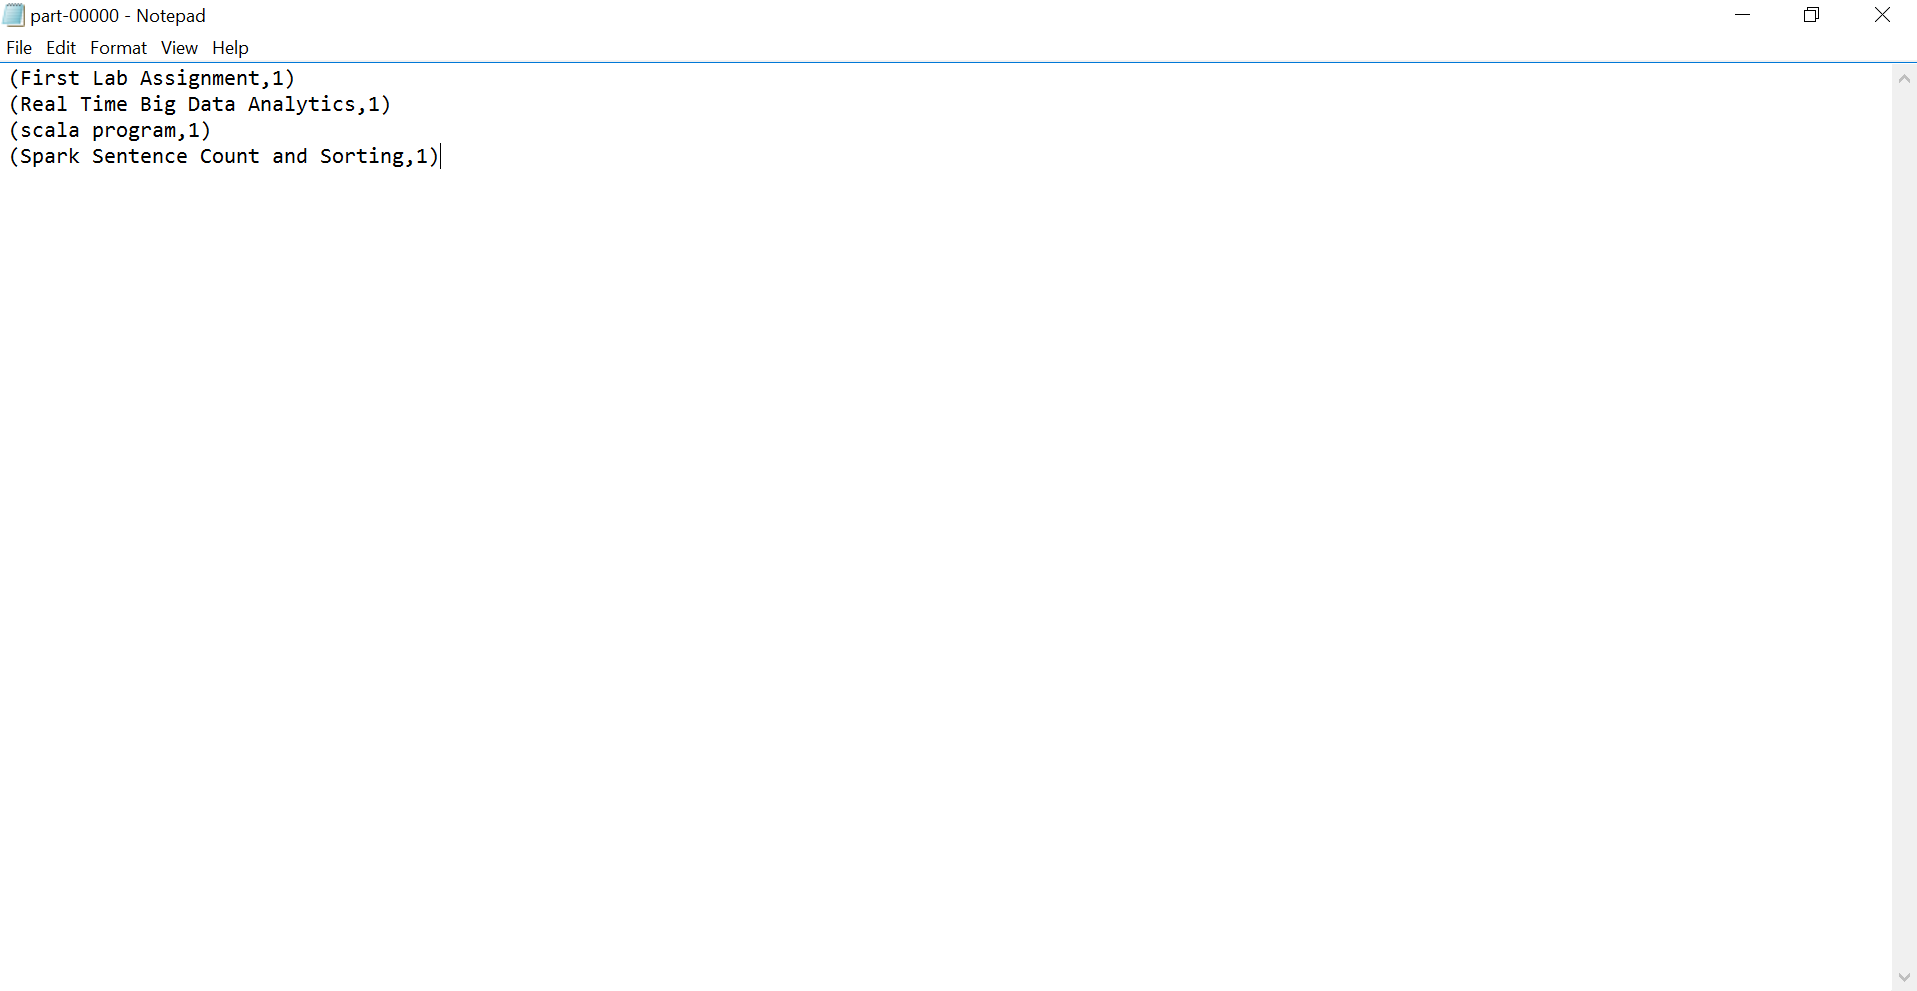 part-00000 - Notepad
File Edit Format View Help
(First Lab Assignment,1)
(Real Time Big Data Analytics,1)
(scala program,1)
(Spark Sentence Count and Sorting,1)